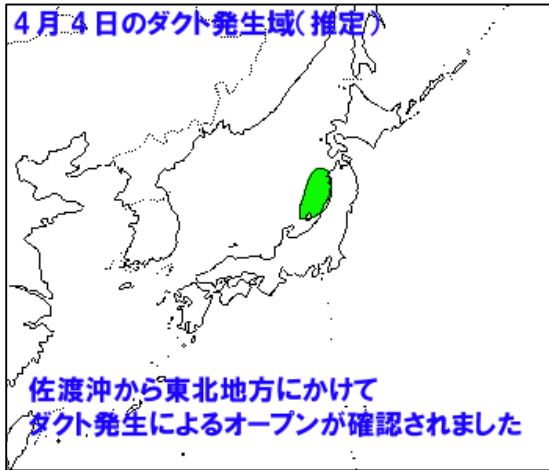 4月4日のダクト発生域(推定)
佐渡沖から東北地方にかけて
ダクト発生によるオープンが確認されました